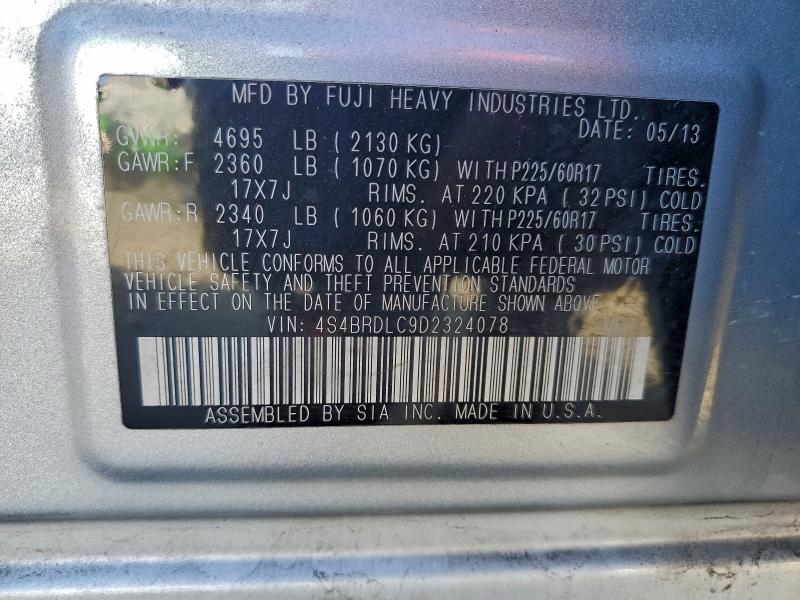 MFD BY FUJI HEAVY INDUSTRIES LTD.
DATE: 05/13
GVWR: 4695 LB ( 2130 KG)
GAWR:F 2360 LB ( 1070 KG) WITH P225/60R17 TIRES.
17X7J RIMS. AT 220 KPA ( 32 PSI) COLD
GAWR:R 2340 LB ( 1060 KG) WITH P225/60R17 TIRES.
17X7J RIMS. AT 210 KPA ( 30 PSI) COLD
THIS VEHICLE CONFORMS TO ALL APPLICABLE FEDERAL MOTOR
VEHICLE SAFETY AND THEFT PREVENTION STANDARDS
IN EFFECT ON THE DATE OF MANUFACTURE SHOWN ABOVE.
VIN: 4S4BRDLC9D2324078
ASSEMBLED BY SIA INC. MADE IN U.S.A.